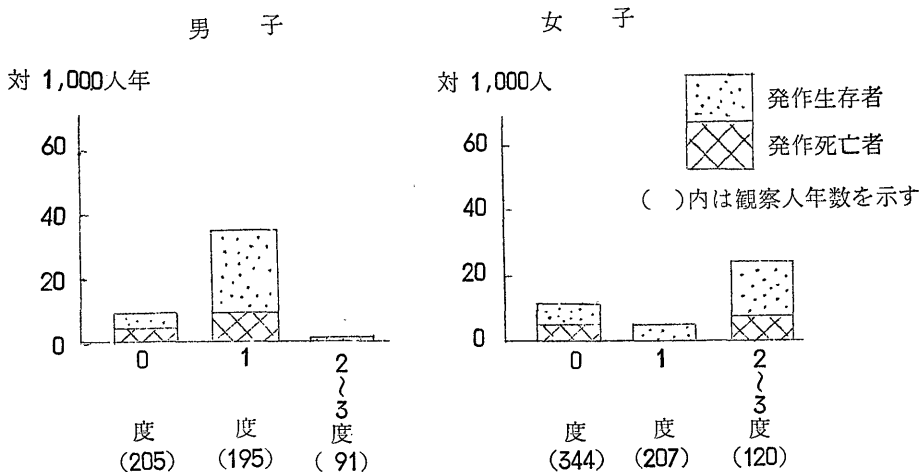 男 子
対 1,000人年
60
40
20
0
0 1 2〜3
度 度 度
(205) (195) ( 91)
女 子
対 1,000人
60
40
20
0
0 1 2〜3
度 度 度
(344) (207) (120)
発作生存者
発作死亡者
( )内は観察人年数を示す